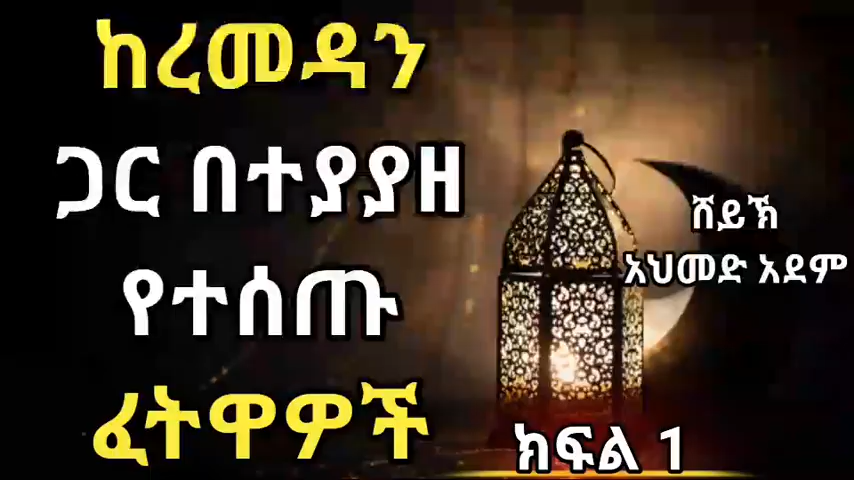 ከረመዳን
ጋር በተያያዘ
የተሰጡ
ፈትዋዎች
ሸይኽ
አህመድ አደም
ክፍል 1